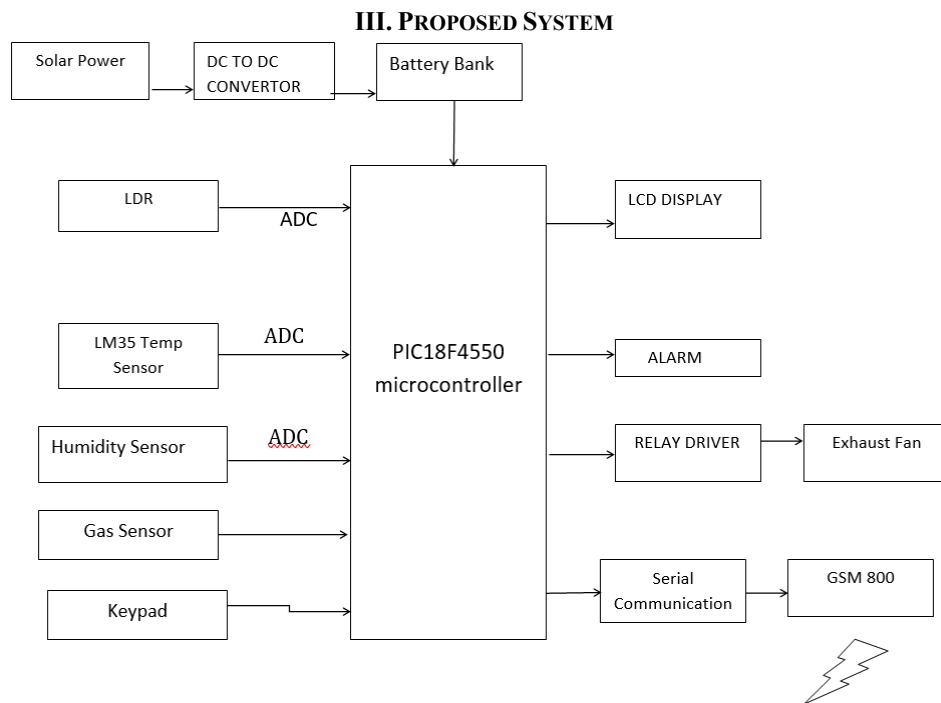 III. PROPOSED SYSTEM
Solar Power
DC TO DC
CONVERTOR
Battery Bank
LDR
ADC
LCD DISPLAY
LM35 Temp
Sensor
ADC
PIC18F4550
microcontroller
ALARM
Humidity Sensor
ADC
RELAY DRIVER
Exhaust Fan
Gas Sensor
Keypad
Serial
Communication
GSM 800